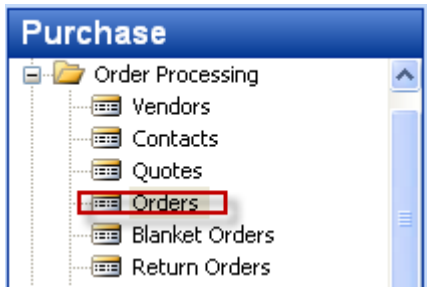 Purchase
Order Processing
Vendors
Contacts
Quotes
Orders
Blanket Orders
Return Orders